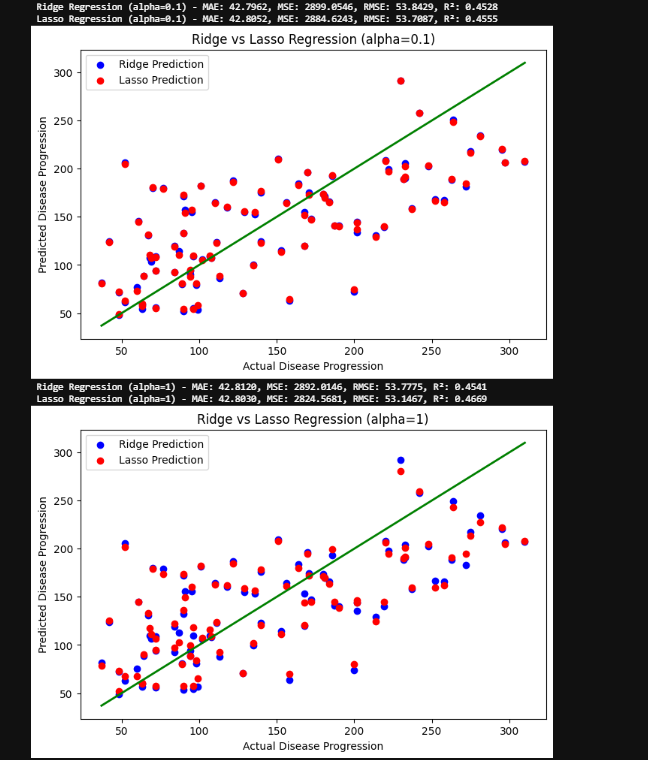 Ridge Regression (alpha=0.1) - MAE: 42.7962, MSE: 2899.0546, RMSE: 53.8429, R²: 0.4528
Lasso Regression (alpha=0.1) - MAE: 42.8052, MSE: 2884.6243, RMSE: 53.7087, R²: 0.4555
Ridge vs Lasso Regression (alpha=0.1)
Ridge Prediction
Lasso Prediction
300
250
200
150
100
50
Predicted Disease Progression
50 100 150 200 250 300
Actual Disease Progression
Ridge Regression (alpha=1) - MAE: 42.8120, MSE: 2892.0146, RMSE: 53.7775, R²: 0.4541
Lasso Regression (alpha=1) - MAE: 42.8030, MSE: 2824.5681, RMSE: 53.1467, R²: 0.4669
Ridge vs Lasso Regression (alpha=1)
Ridge Prediction
Lasso Prediction
300
250
200
150
100
50
Predicted Disease Progression
50 100 150 200 250 300
Actual Disease Progression